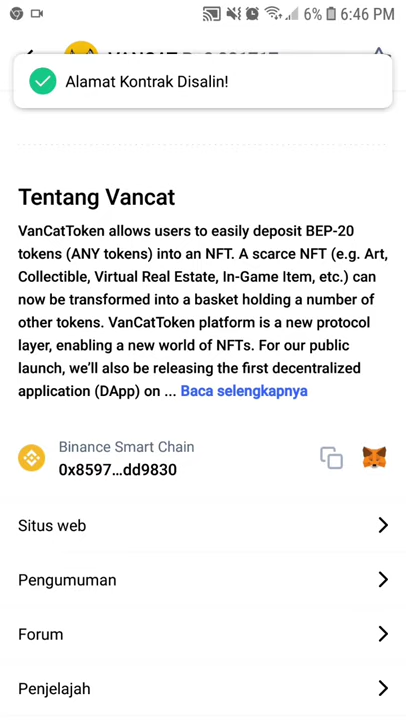 6% 6:46 PM
Alamat Kontrak Disalin!
Tentang Vancat
VanCatToken allows users to easily deposit BEP-20
tokens (ANY tokens) into an NFT. A scarce NFT (e.g. Art,
Collectible, Virtual Real Estate, In-Game Item, etc.) can
now be transformed into a basket holding a number of
other tokens. VanCatToken platform is a new protocol
layer, enabling a new world of NFTs. For our public
launch, we'll also be releasing the first decentralized
application (DApp) on ... Baca selengkapnya
Binance Smart Chain
0x8597...dd9830
Situs web
Pengumuman
Forum
Penjelajah